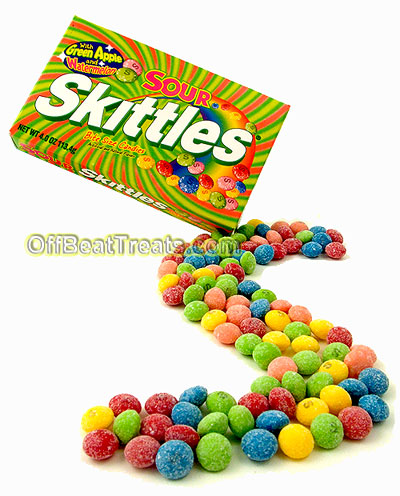 With
Green Apple
and
Watermelon
SOUR
Skittles
NET WT 4.0 OZ 113.4g
Bite Size Candies
Skittles
OffBeatTreats.com